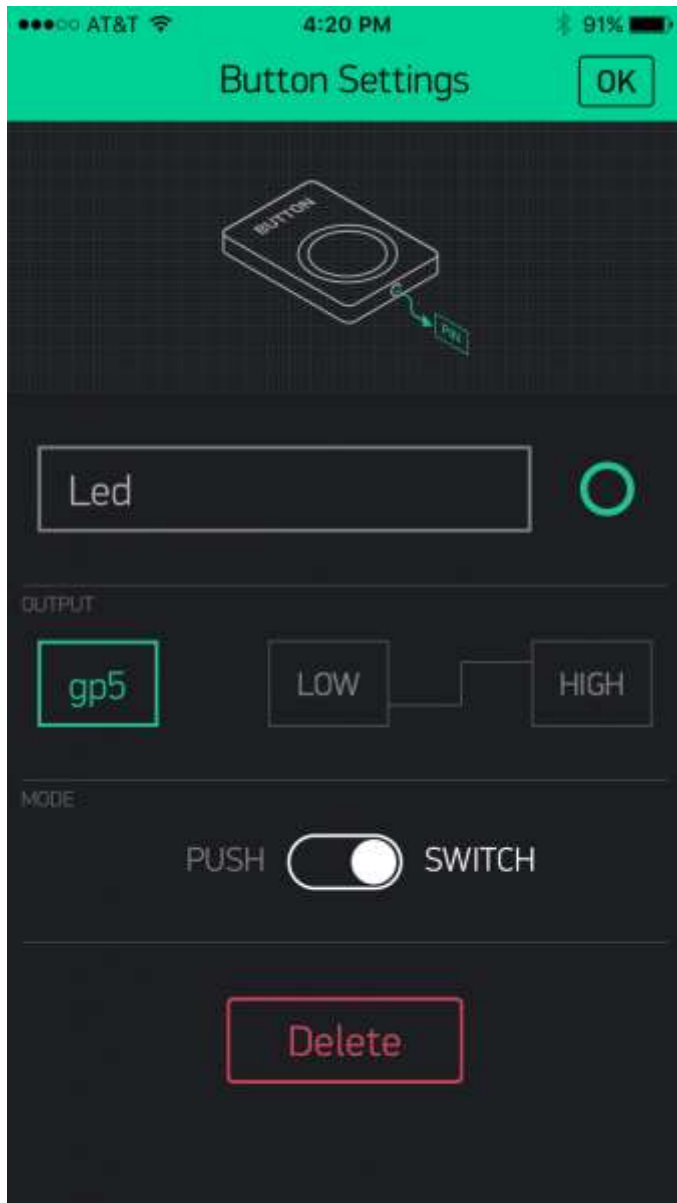 AT&T 4:20 PM 91%
Button Settings OK
BUTTON
PIN
Led
OUTPUT
gp5 LOW HIGH
MODE
PUSH SWITCH
Delete